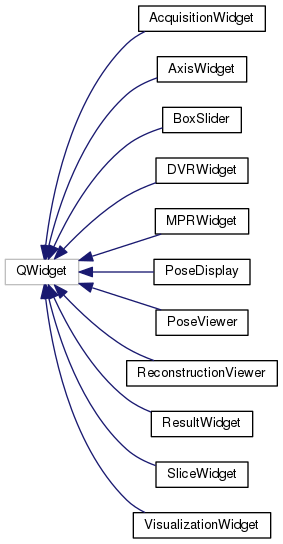 AcquisitionWidget
AxisWidget
BoxSlider
DVRWidget
MPRWidget
QWidget
PoseDisplay
PoseViewer
ReconstructionViewer
ResultWidget
SliceWidget
VisualizationWidget